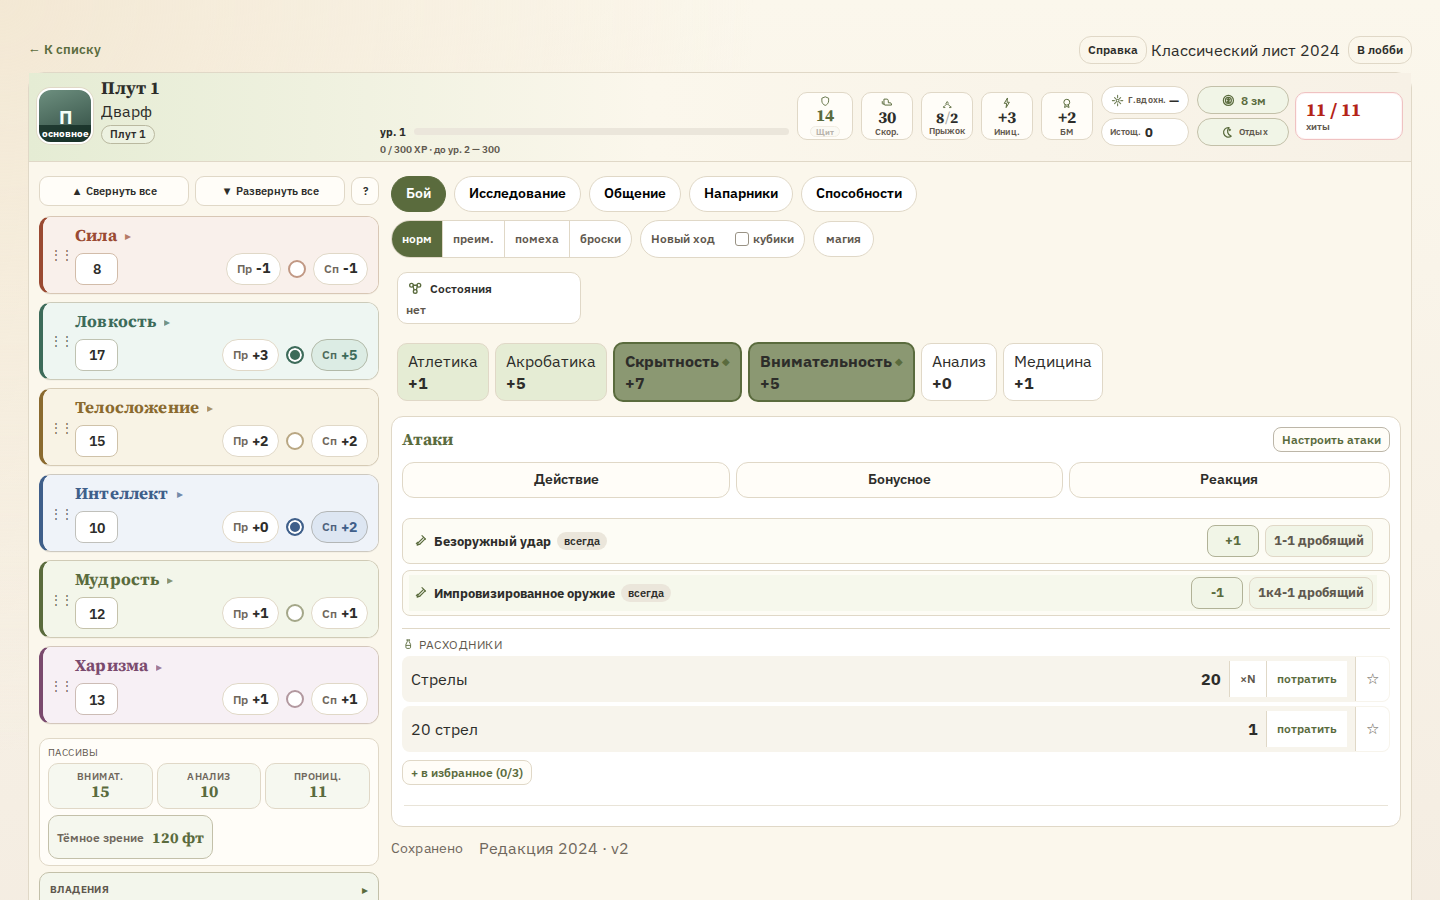 ← К списку
Справка Классический лист 2024 В лобби
П
основное
Плут 1
Дварф
Плут 1
ур. 1
0 / 300 XP · до ур. 2 — 300
14
Щит
30
Скор.
8/2
Прыжок
+3
Иниц.
+2
БМ
Г.вдохн. —
Истощ. 0
8 зм
Отдых
11 / 11
хиты
▲ Свернуть все
▼ Развернуть все
?
Сила ▸
8 Пр -1 Сп -1
Ловкость ▸
17 Пр +3 Сп +5
Телосложение ▸
15 Пр +2 Сп +2
Интеллект ▸
10 Пр +0 Сп +2
Мудрость ▸
12 Пр +1 Сп +1
Харизма ▸
13 Пр +1 Сп +1
ПАССИВЫ
ВНИМАТ.
15
АНАЛИЗ
10
ПРОНИЦ.
11
Тёмное зрение 120 фт
ВЛАДЕНИЯ ▸
Бой Исследование Общение Напарники Способности
норм преим. помеха броски Новый ход кубики магия
Состояния
нет
Атлетика
+1
Акробатика
+5
Скрытность ◆
+7
Внимательность ◆
+5
Анализ
+0
Медицина
+1
Атаки Настроить атаки
Действие Бонусное Реакция
Безоружный удар всегда +1 1-1 дробящий
Импровизированное оружие всегда -1 1к4-1 дробящий
РАСХОДНИКИ
Стрелы 20 ×N потратить ☆
20 стрел 1 потратить ☆
+ в избранное (0/3)
Сохранено Редакция 2024 · v2